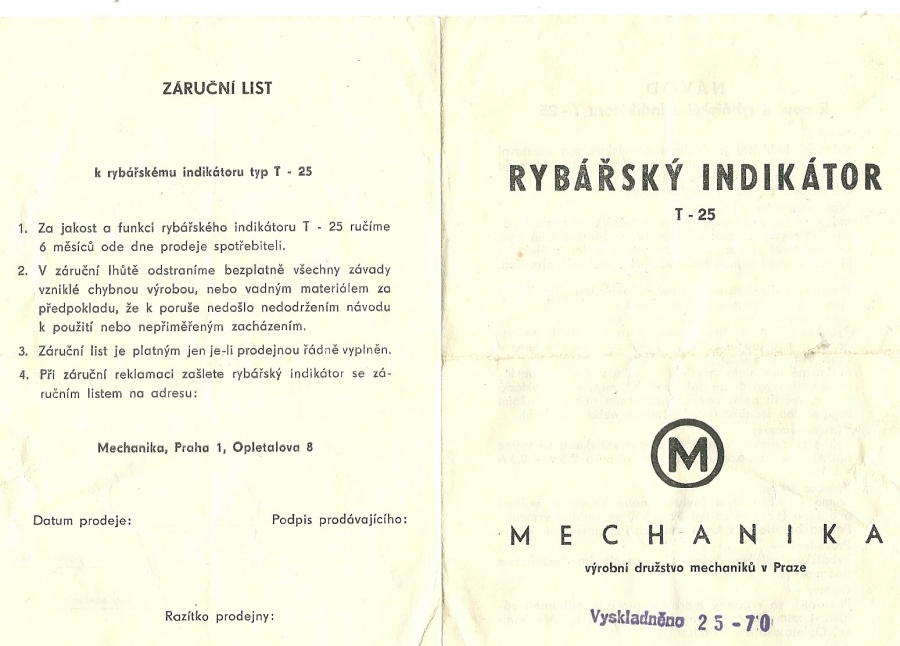 ZÁRUČNÍ LIST
k rybářskému indikátoru typ T - 25
1. Za jakost a funkci rybářského indikátoru T - 25 ručíme
6 měsíců ode dne prodeje spotřebiteli.
2. V záruční lhůtě odstraníme bezplatně všechny závady
vzniklé chybnou výrobou, nebo vadným materiálem za
předpokladu, že k poruše nedošlo nedodržením návodu
k použití nebo nepřiměřeným zacházením.
3. Záruční list je platným jen je-li prodejnou řádně vyplněn.
4. Při záruční reklamaci zašlete rybářský indikátor se zá-
ručním listem na adresu:
Mechanika, Praha 1, Opletalova 8
Datum prodeje: Podpis prodávajícího:
Razítko prodejny:
RYBÁŘSKÝ INDIKÁTOR
T - 25
M
MECHANIKA
výrobní družstvo mechaniků v Praze
Vyskladněno 25 -70